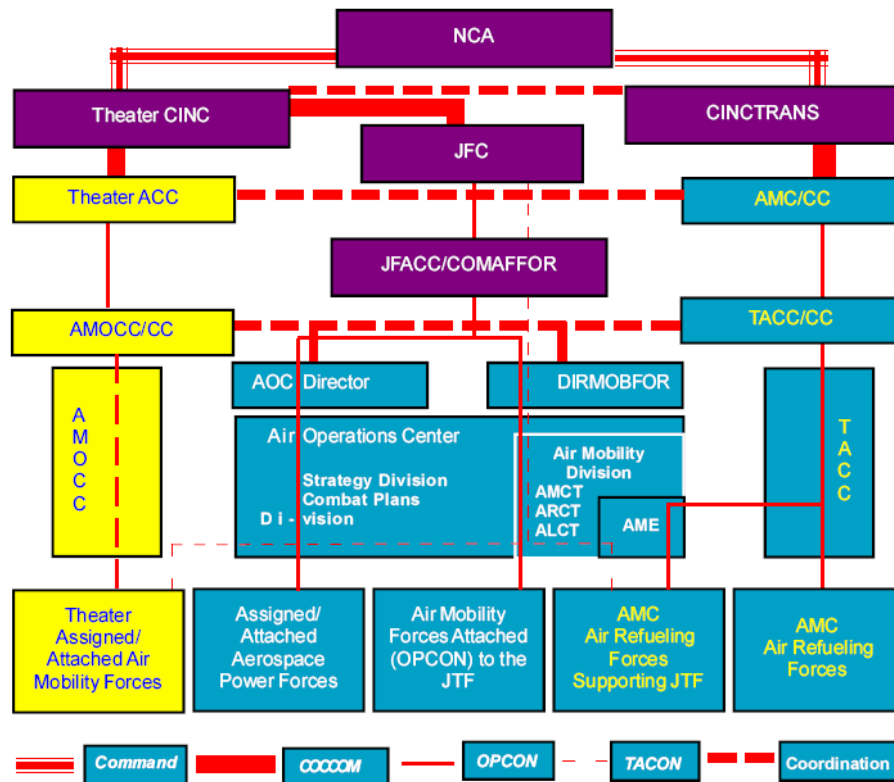 NCA
Theater CINC
CINCTRANS
JFC
Theater ACC
AMC/CC
JFACC/COMAFFOR
AMOCC/CC
TACC/CC
AOC Director
DIRMOBFOR
A
M
O
C
C
Air Operations Center
Strategy Division
Combat Plans
D i - vision
Air Mobility
Division
AMCT
ARCT
ALCT
AME
T
A
C
C
Theater
Assigned/
Attached Air
Mobility Forces
Assigned/
Attached
Aerospace
Power Forces
Air Mobility
Forces Attached
(OPCON) to the
JTF
AMC
Air Refueling
Forces
Supporting JTF
AMC
Air Refueling
Forces
Command
COCCOM
OPCON
TACON
Coordination